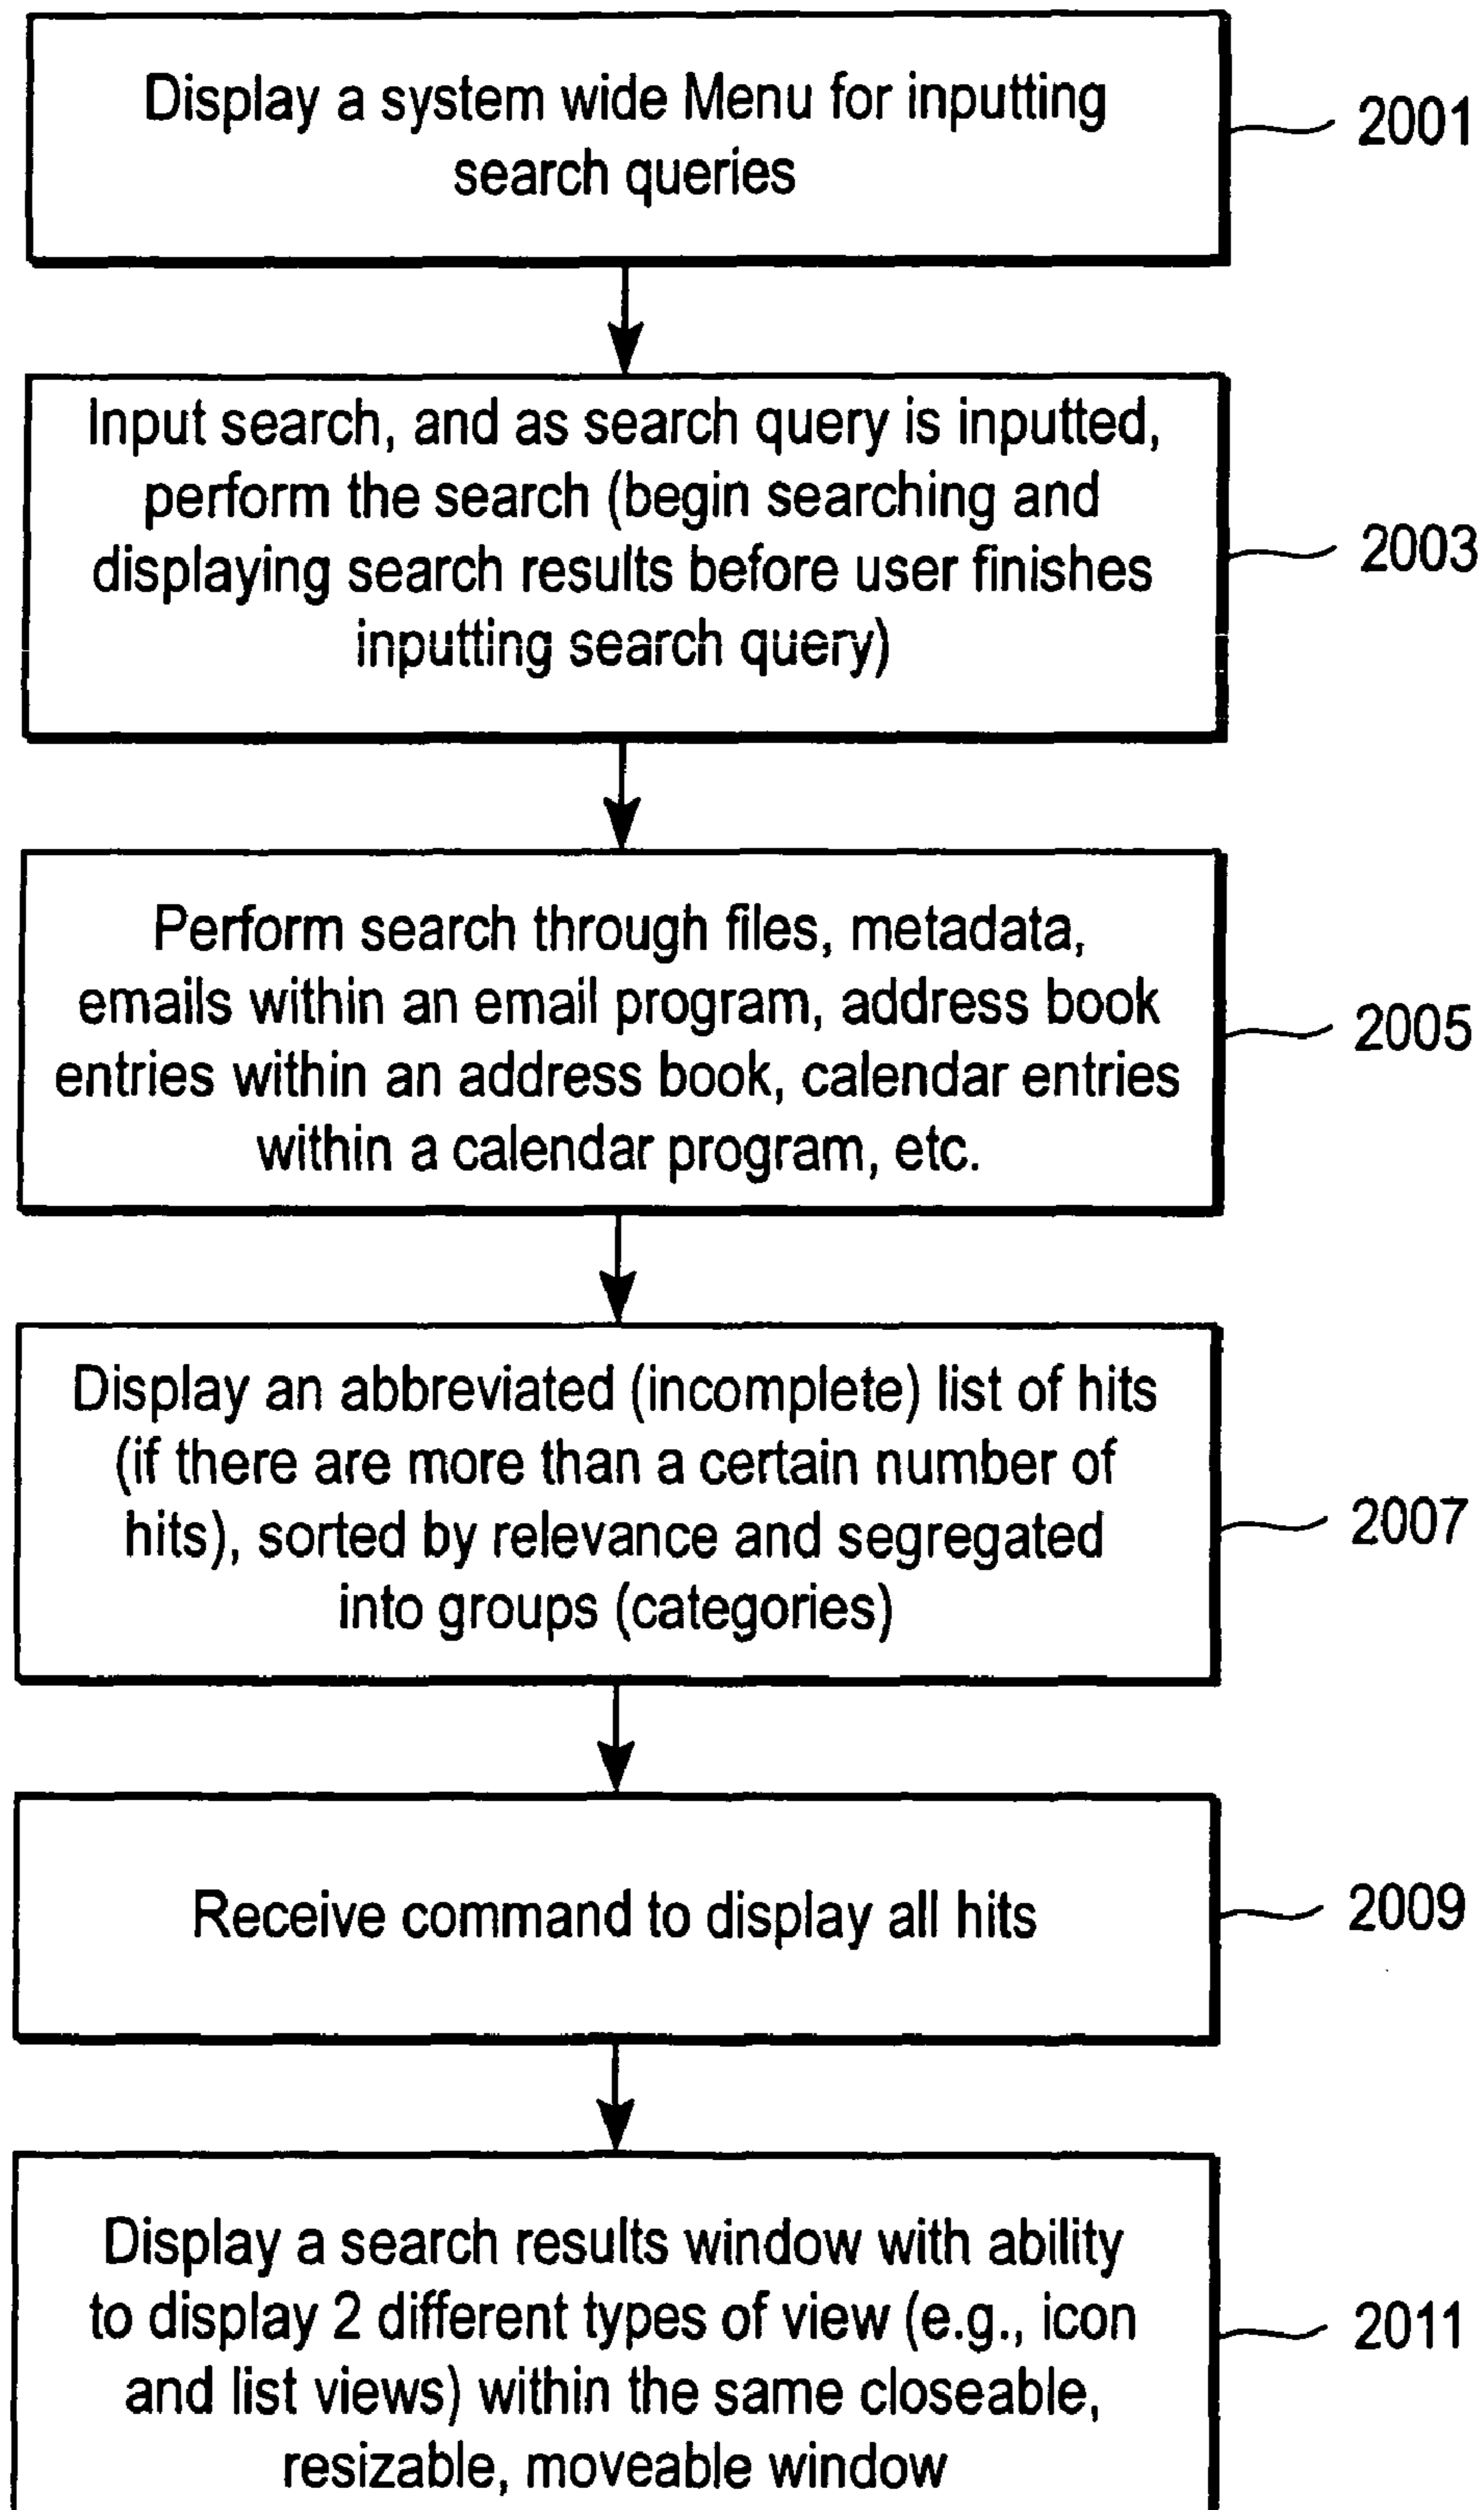 Display a system wide Menu for inputting
search queries
2001
Input search, and as search query is inputted,
perform the search (begin searching and
displaying search results before user finishes
inputting search query)
2003
Perform search through files, metadata,
emails within an email program, address book
entries within an address book, calendar entries
within a calendar program, etc.
2005
Display an abbreviated (incomplete) list of hits
(if there are more than a certain number of
hits), sorted by relevance and segregated
into groups (categories)
2007
Receive command to display all hits
2009
Display a search results window with ability
to display 2 different types of view (e.g., icon
and list views) within the same closeable,
resizable, moveable window
2011